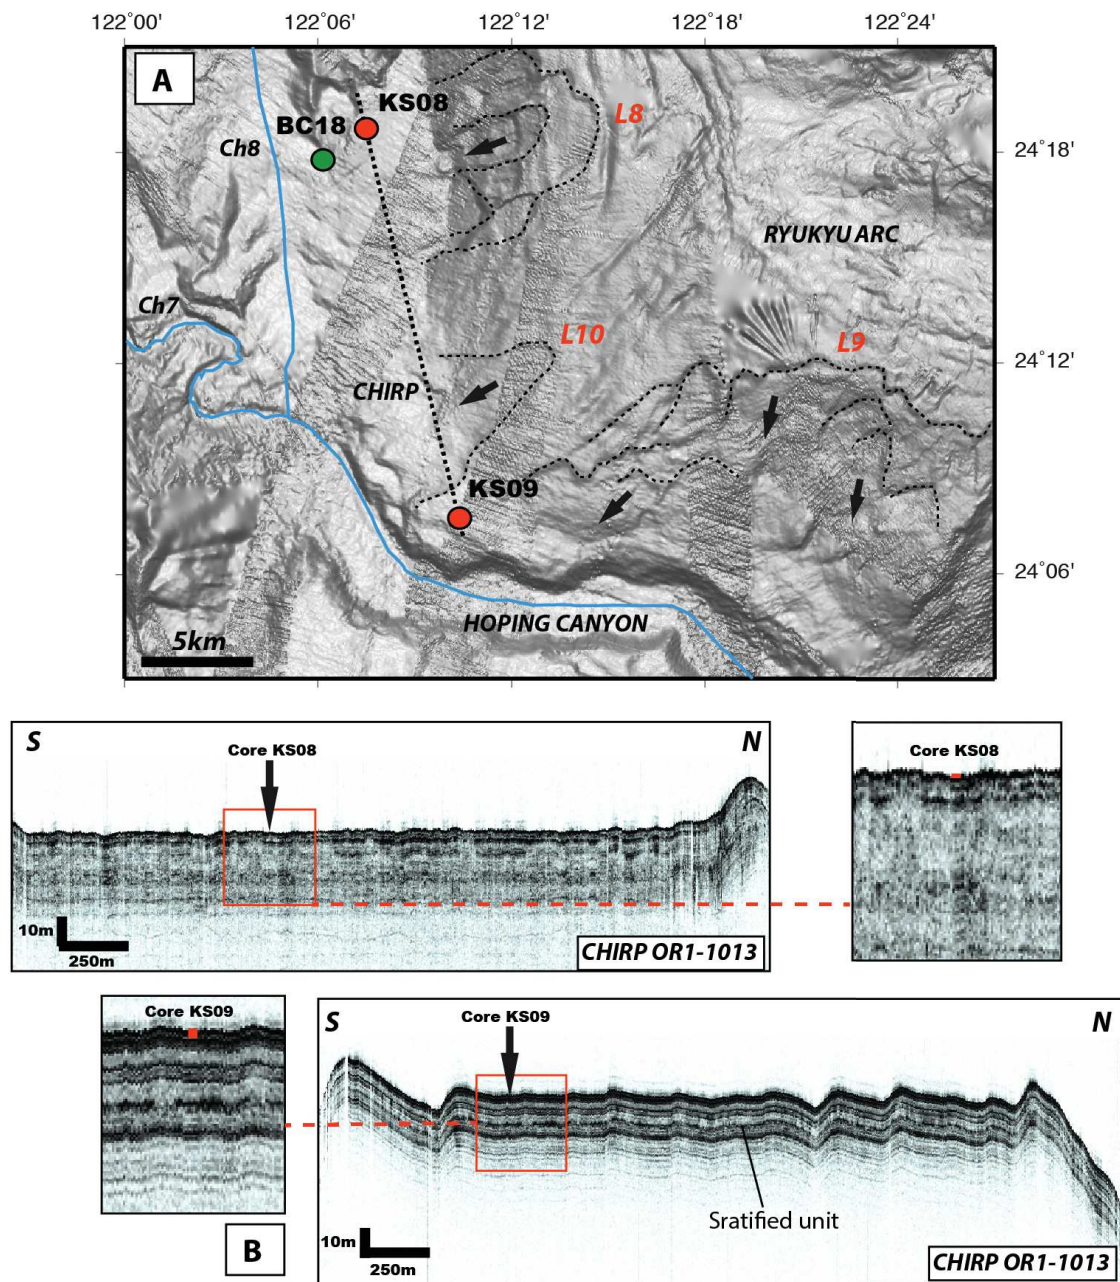 122˚00' 122˚06' 122˚12' 122˚18' 122˚24'
A
KS08
L8
BC18
Ch8
24˚18'
RYUKYU ARC
Ch7
L10
L9
24˚12'
CHIRP
KS09
24˚06'
HOPING CANYON
5km
S
Core KS08
N
Core KS08
10m
250m
CHIRP OR1-1013
Core KS09
S
Core KS09
N
Sratified unit
B
10m
250m
CHIRP OR1-1013